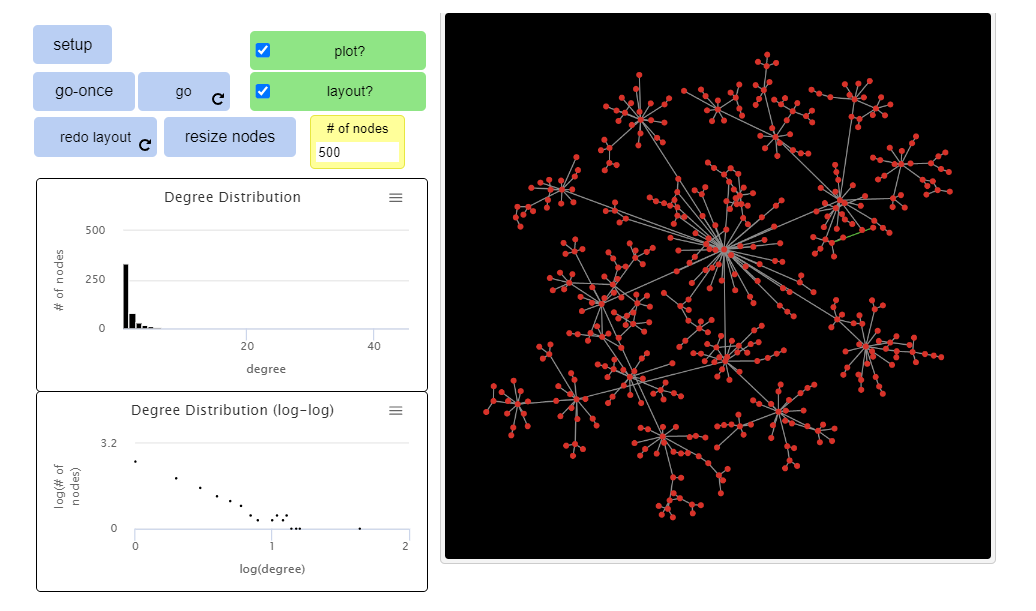 setup
plot?
go-once
go
layout?
redo layout
resize nodes
# of nodes
500
Degree Distribution
# of nodes
500
250
0
20
40
degree
Degree Distribution (log-log)
log(# of
nodes)
3.2
0
0
1
2
log(degree)